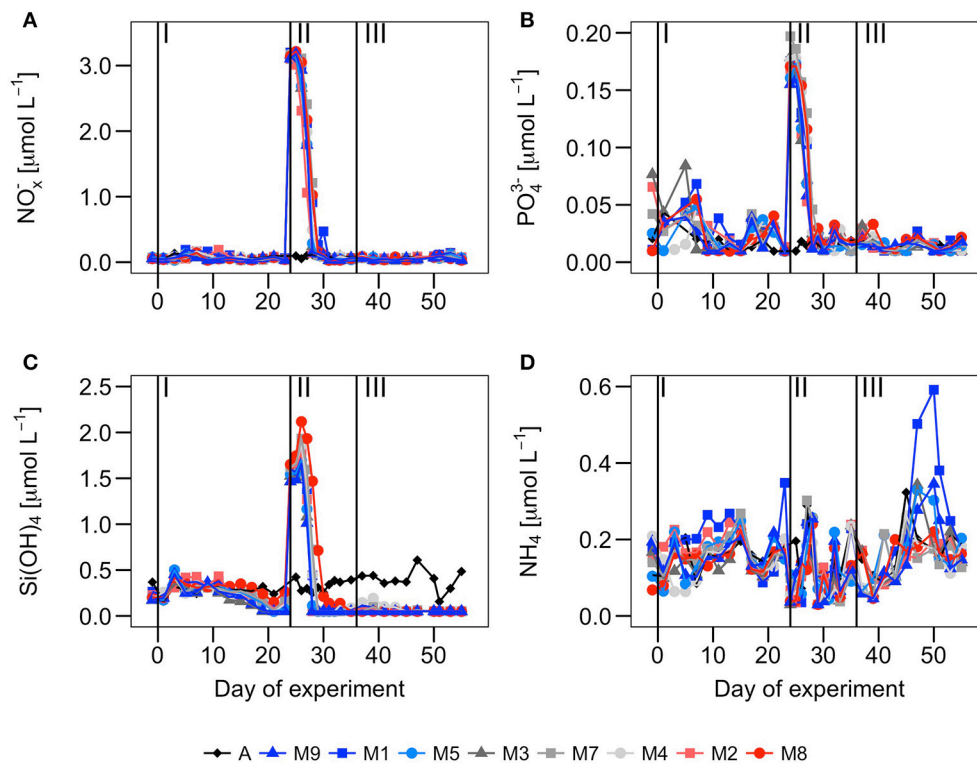 A
I II III
NOx- [μmol L−1]
3.0
2.0
1.0
0.0
0 10 20 30 40 50
B
I II III
PO43- [μmol L−1]
0.20
0.15
0.10
0.05
0.00
0 10 20 30 40 50
C
I II III
Si(OH)4 [μmol L−1]
2.5
2.0
1.5
1.0
0.5
0.0
0 10 20 30 40 50
Day of experiment
D
I II III
NH4 [μmol L−1]
0.6
0.4
0.2
0.0
0 10 20 30 40 50
Day of experiment
A M9 M1 M5 M3 M7 M4 M2 M8